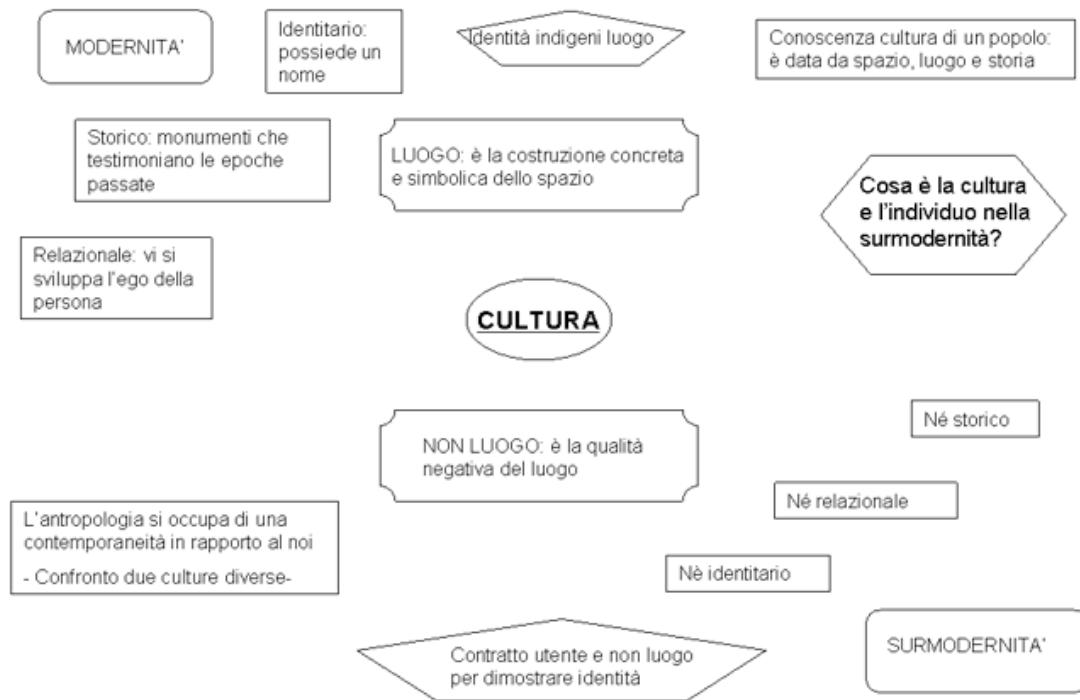 MODERNITA'
Identitario:
possiede un
nome
Identità indigeni luogo
Conoscenza cultura di un popolo:
è data da spazio, luogo e storia
Storico: monumenti che
testimoniano le epoche
passate
LUOGO: è la costruzione concreta
e simbolica dello spazio
Cosa è la cultura
e l'individuo nella
surmodernità?
Relazionale: vi si
sviluppa l'ego della
persona
CULTURA
NON LUOGO: è la qualità
negativa del luogo
Né storico
Né relazionale
L'antropologia si occupa di una
contemporaneità in rapporto al noi
- Confronto due culture diverse-
Nè identitario
Contratto utente e non luogo
per dimostrare identità
SURMODERNITA'